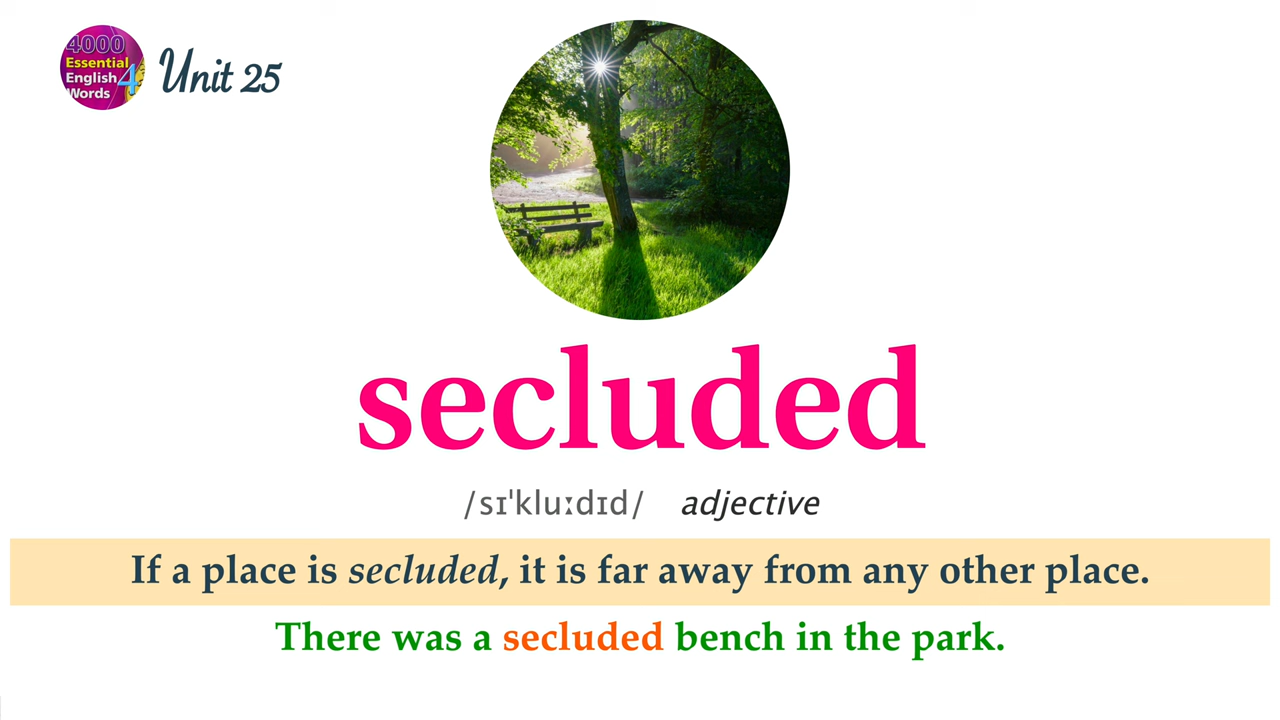 4000
Essential
English 4
Words
Unit 25
secluded
/sɪˈkluːdɪd/ adjective
If a place is secluded, it is far away from any other place.
There was a secluded bench in the park.